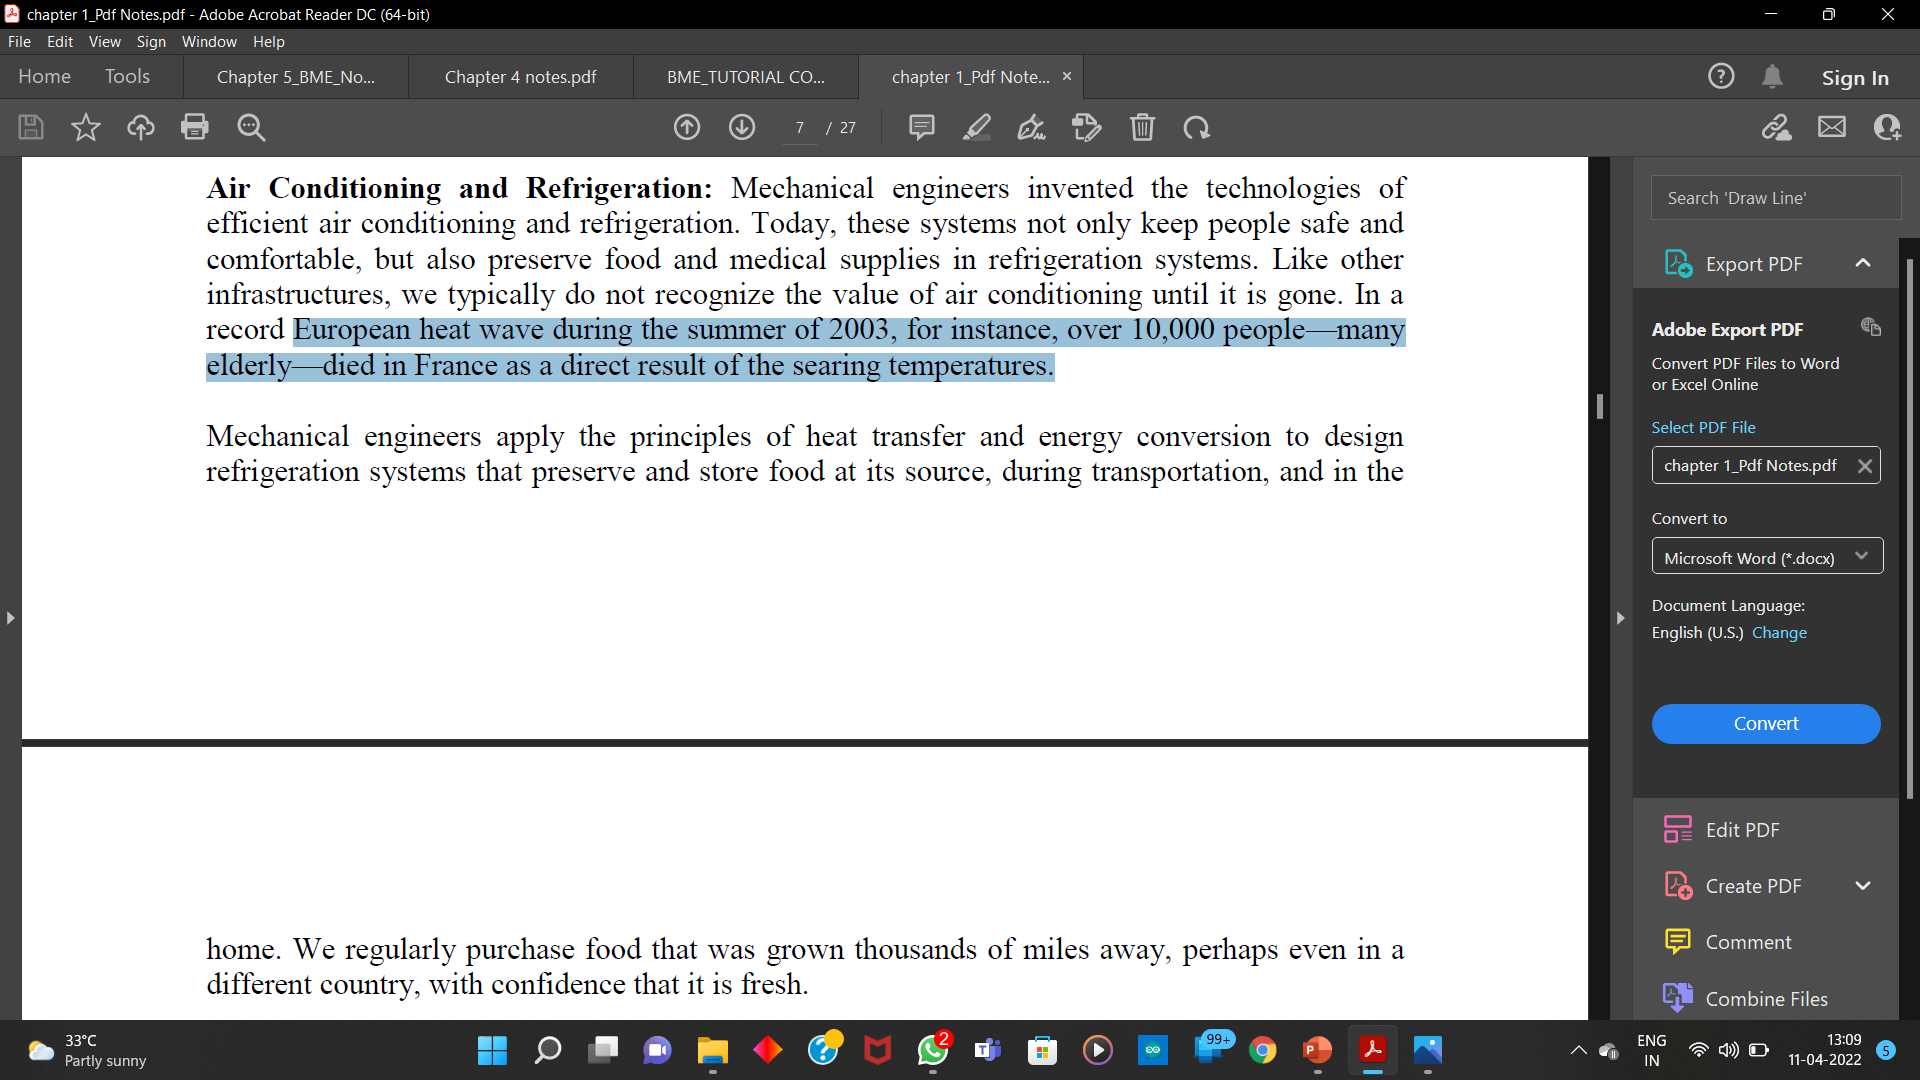 chapter 1_Pdf Notes.pdf - Adobe Acrobat Reader DC (64-bit)
File Edit View Sign Window Help
Home Tools Chapter 5_BME_No... Chapter 4 notes.pdf BME_TUTORIAL CO... chapter 1_Pdf Note... Sign In
7 / 27
Air Conditioning and Refrigeration: Mechanical engineers invented the technologies of
efficient air conditioning and refrigeration. Today, these systems not only keep people safe and
comfortable, but also preserve food and medical supplies in refrigeration systems. Like other
infrastructures, we typically do not recognize the value of air conditioning until it is gone. In a
record European heat wave during the summer of 2003, for instance, over 10,000 people—many
elderly—died in France as a direct result of the searing temperatures.
Mechanical engineers apply the principles of heat transfer and energy conversion to design
refrigeration systems that preserve and store food at its source, during transportation, and in the
home. We regularly purchase food that was grown thousands of miles away, perhaps even in a
different country, with confidence that it is fresh.
Search 'Draw Line'
Export PDF
Adobe Export PDF
Convert PDF Files to Word
or Excel Online
Select PDF File
chapter 1_Pdf Notes.pdf
Convert to
Microsoft Word (*.docx)
Document Language:
English (U.S.) Change
Convert
Edit PDF
Create PDF
Comment
Combine Files
33°C
Partly sunny
2
99+
ENG
IN
13:09
11-04-2022
5